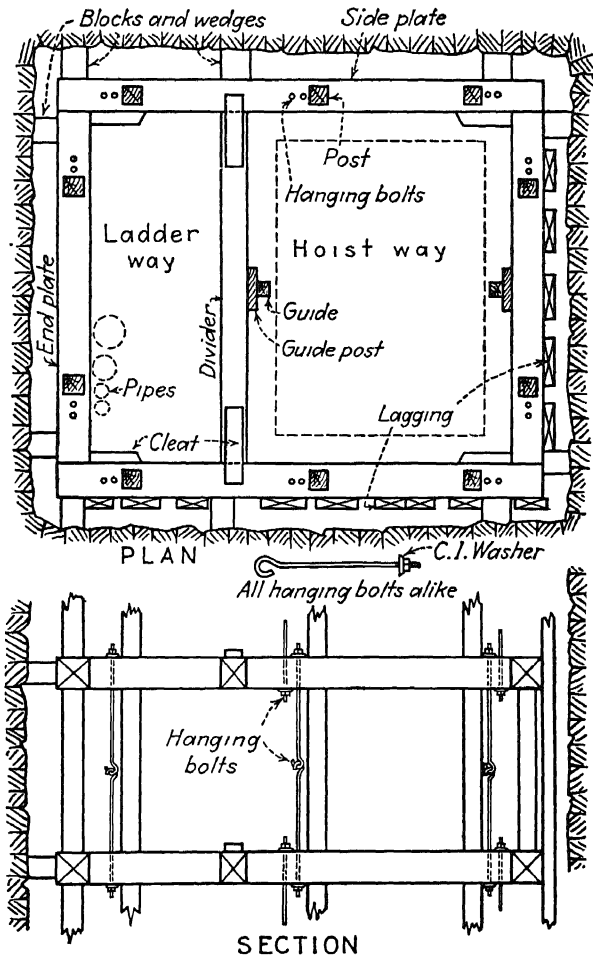 Blocks and wedges
Side plate
Post
Hanging bolts
Ladder
way
Hoist way
End plate
Divider
Guide
Guide post
Pipes
Lagging
Cleat
PLAN
C.I. Washer
All hanging bolts alike
Hanging
bolts
SECTION